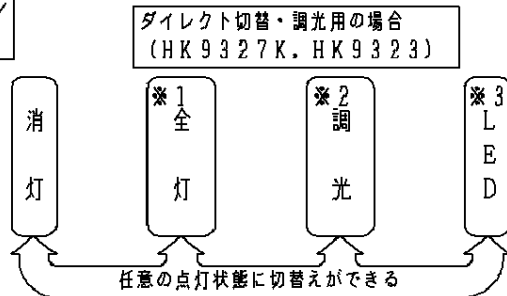 ダイレクト切替・調光用の場合
(HK9327K.HK9323)
消灯
※1
全灯
※2
調光
※3
LED
任意の点灯状態に切替えができる